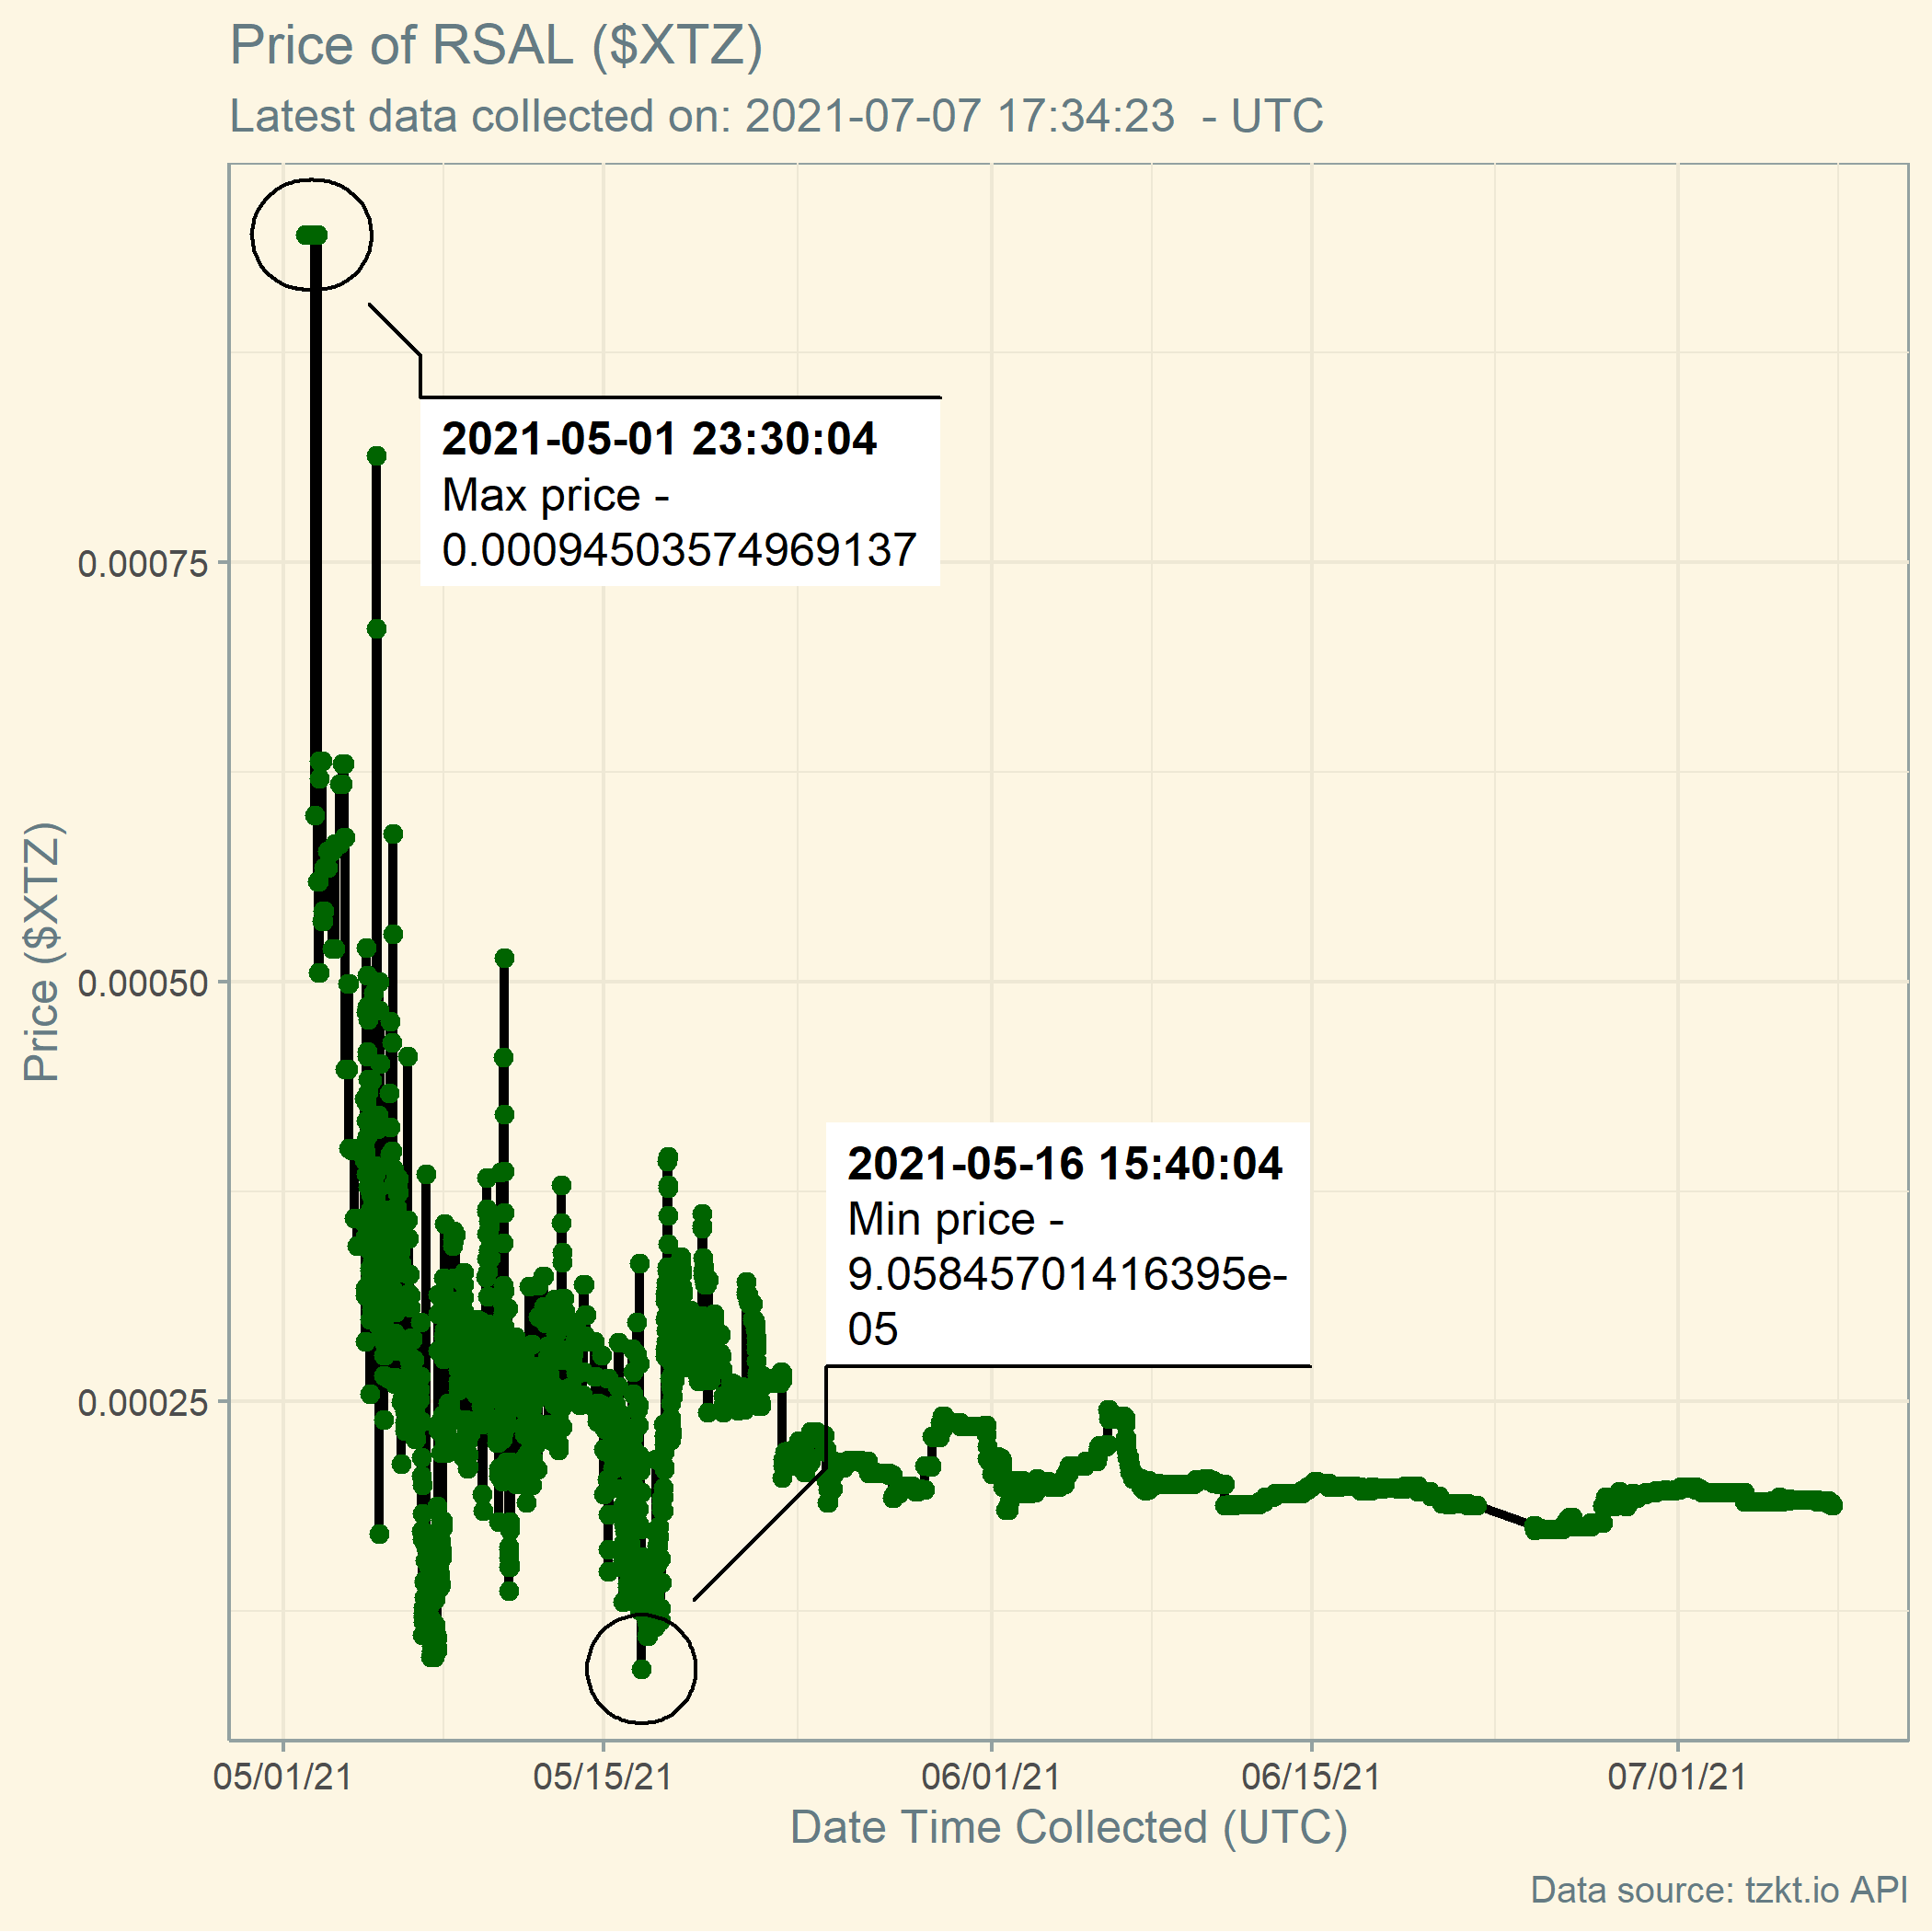 Price of RSAL ($XTZ)
Latest data collected on: 2021-07-07 17:34:23  - UTC
2021-05-01 23:30:04
Max price -
0.000945035749691​37
0.00075
0.00050
0.00025
Price ($XTZ)
2021-05-16 15:40:04
Min price -
9.05845701416395e-
05
05/01/21
05/15/21
06/01/21
06/15/21
07/01/21
Date Time Collected (UTC)
Data source: tzkt.io API